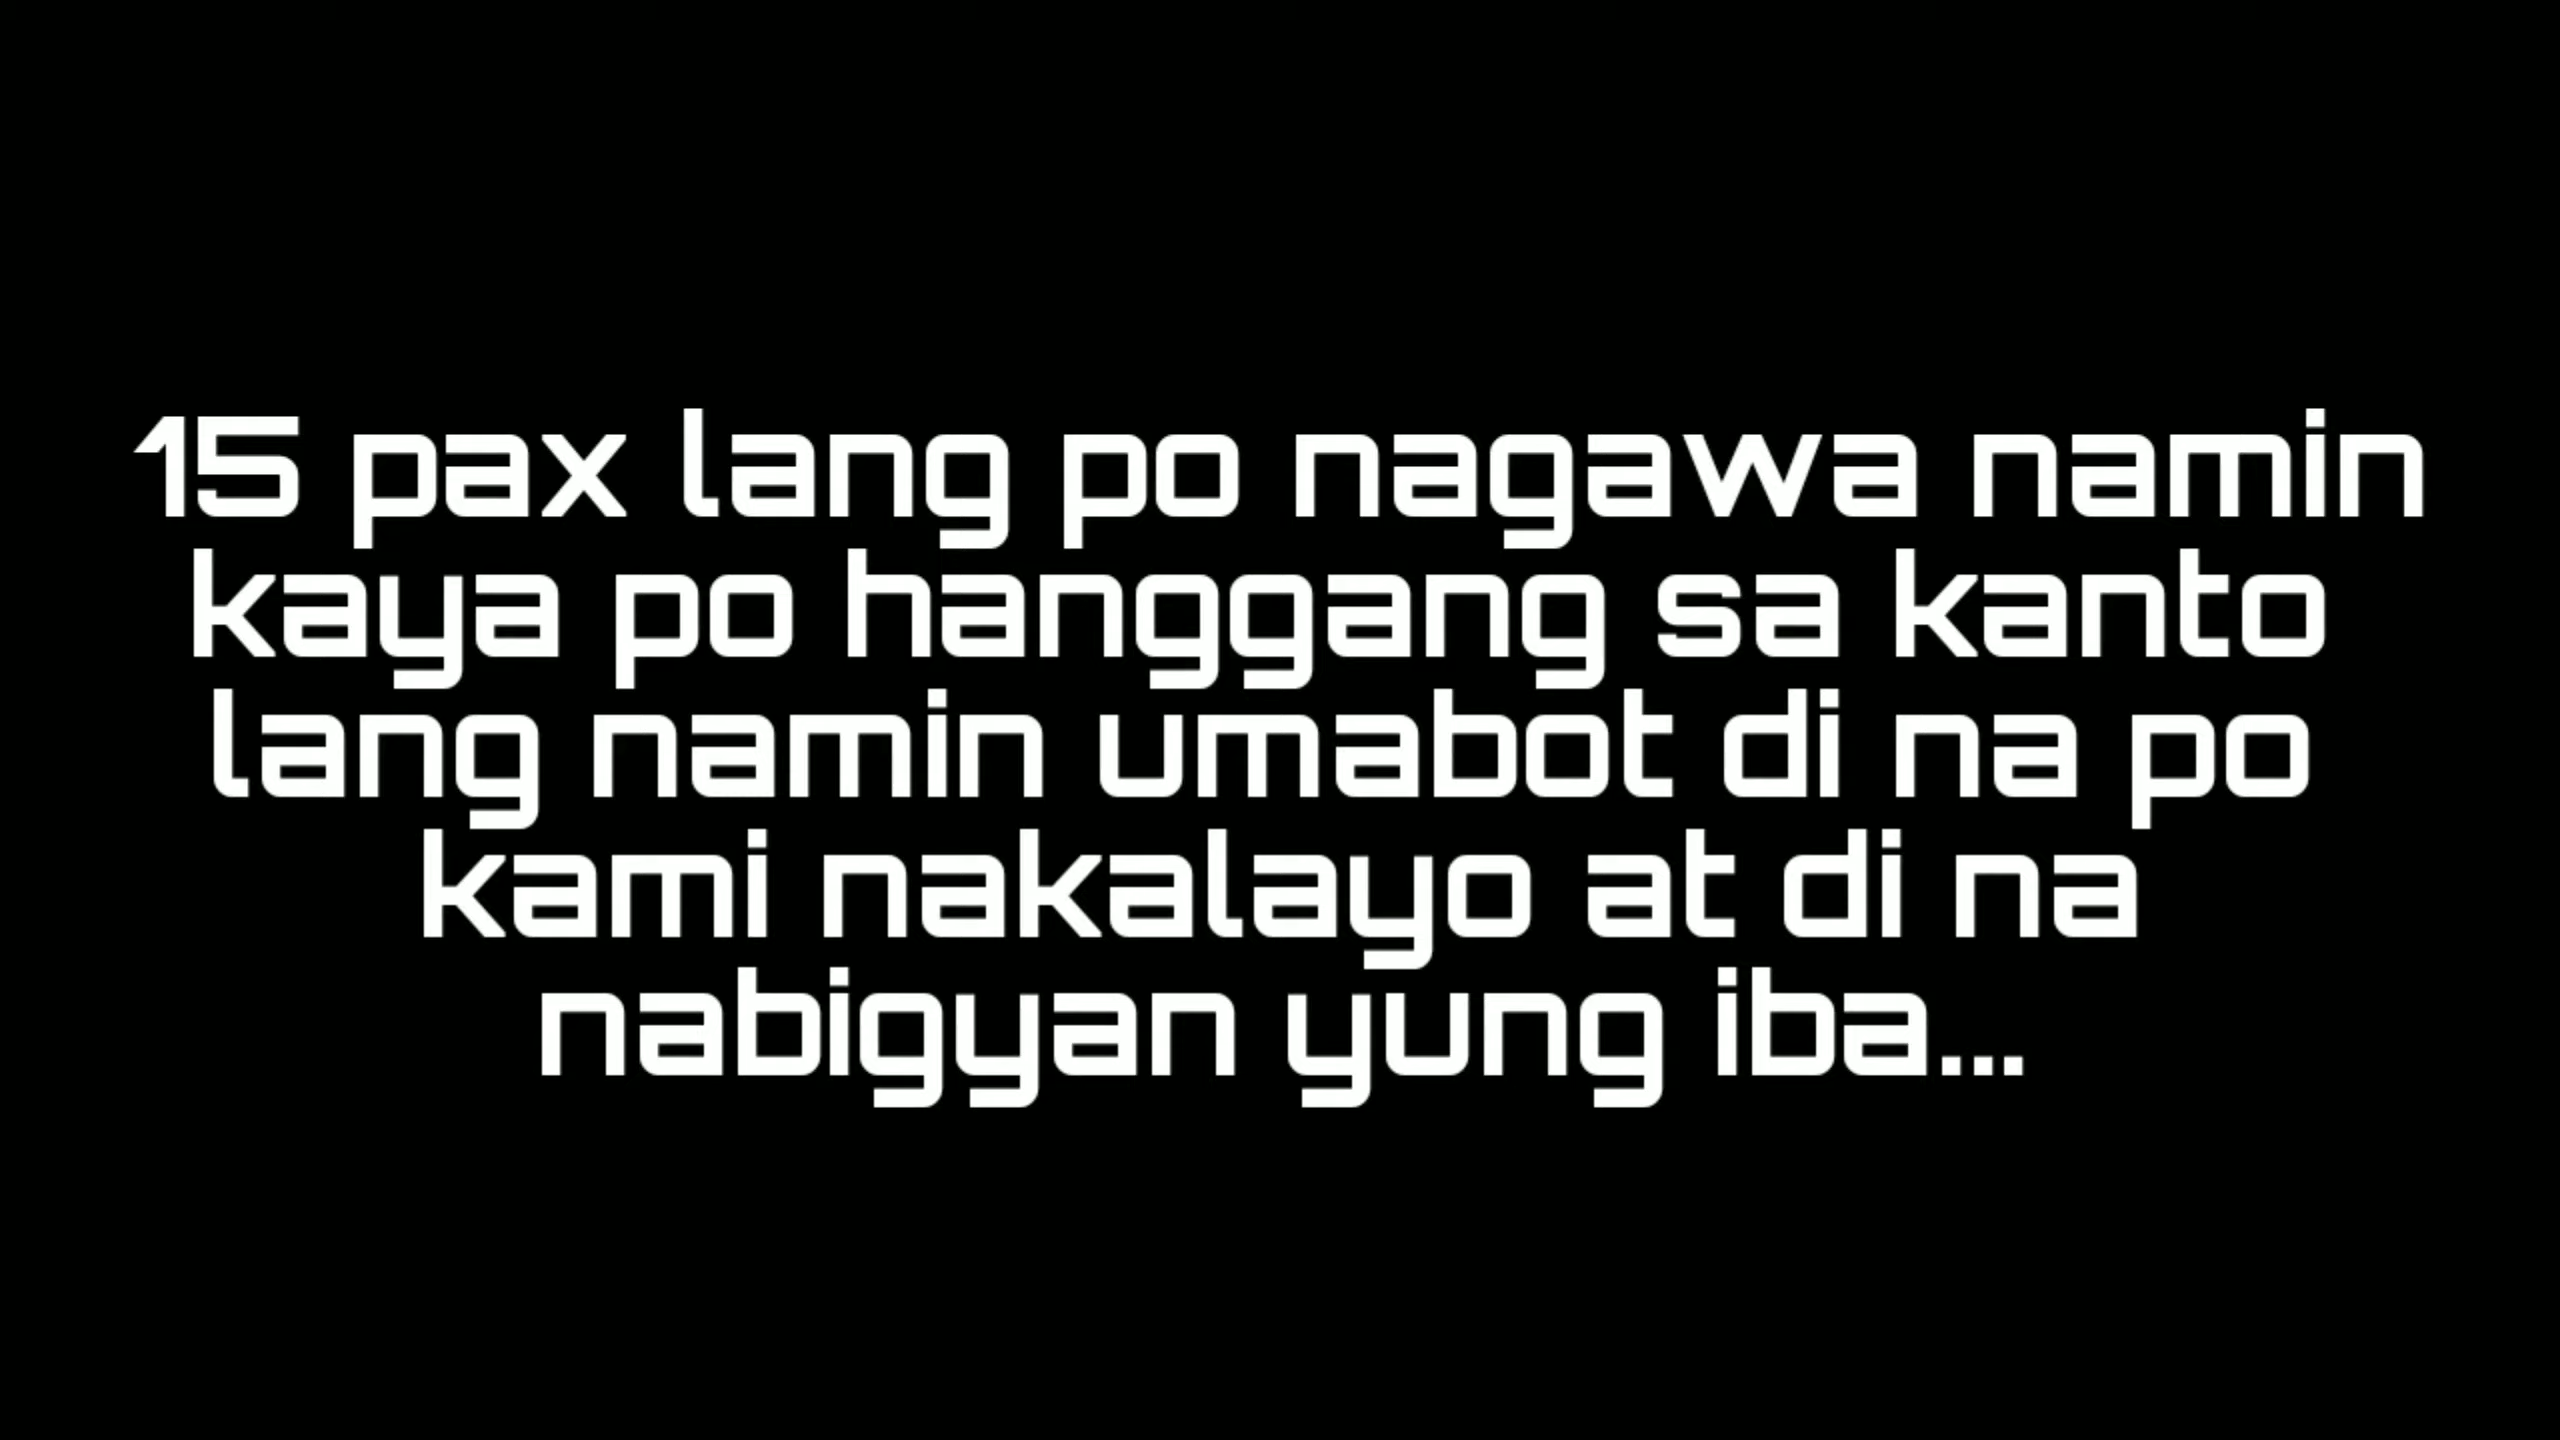 15 pax lang po nagawa namin
kaya po hanggang sa kanto
lang namin umabot di na po
kami nakalayo at di na
nabigyan yung iba...